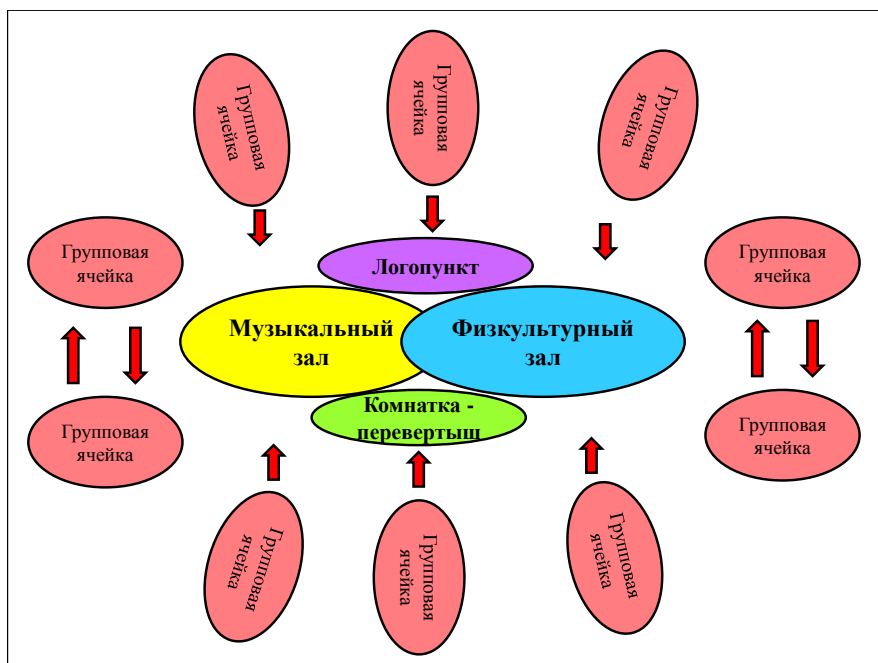 Групповая
ячейка
Групповая
ячейка
Групповая
ячейка
Групповая
ячейка
Логопункт
Групповая
ячейка
Музыкальный
зал
Физкультурный
зал
Групповая
ячейка
Комнатка -
перевертыш
Групповая
ячейка
Групповая
ячейка
Групповая
ячейка
Групповая
ячейка